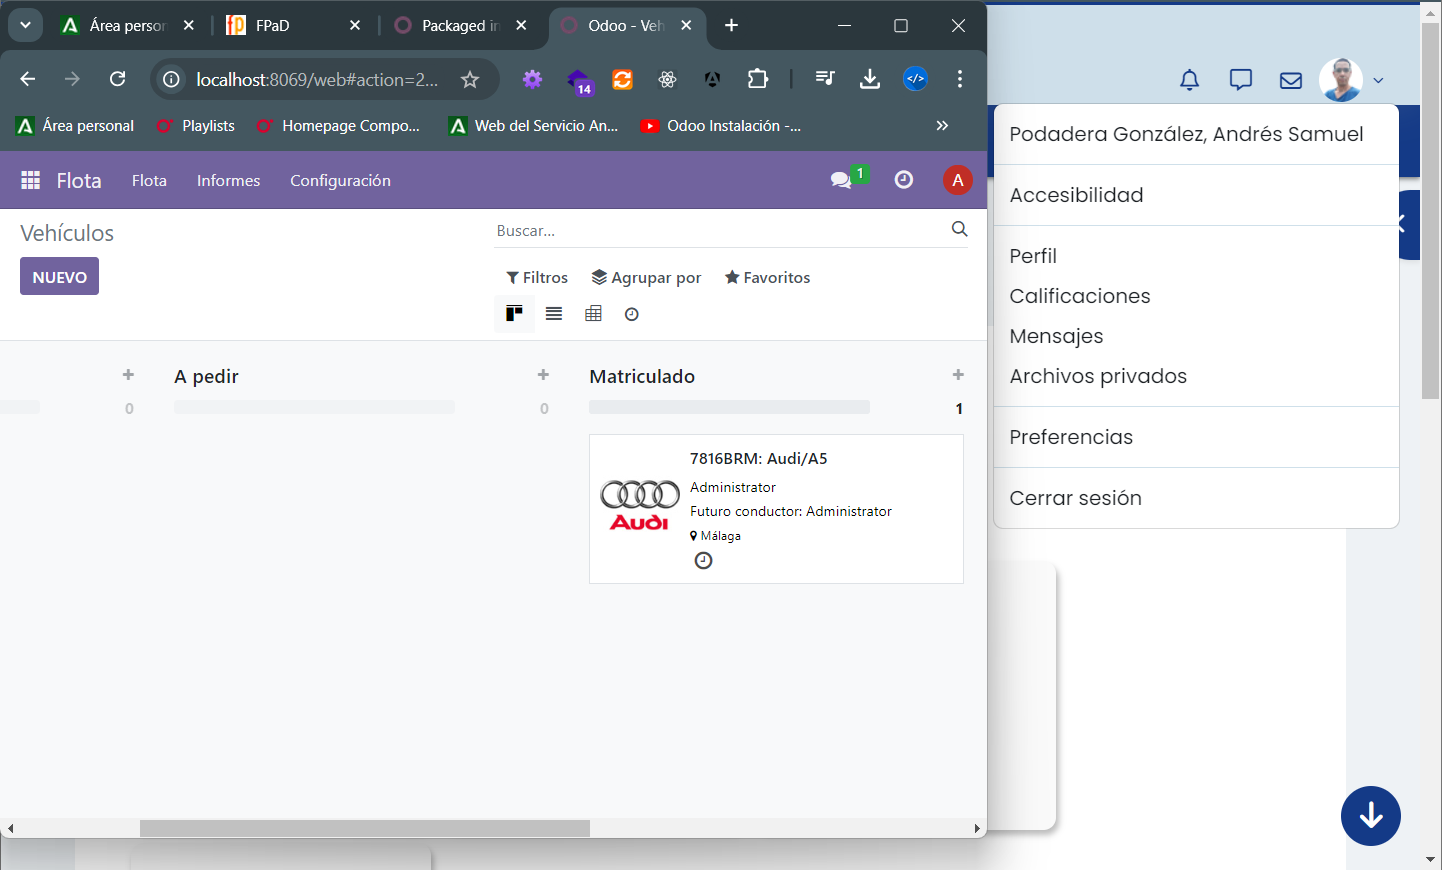 Área person
FPaD
Packaged in
Odoo - Veh
localhost:8069/web#action=2...
14
Área personal
Playlists
Homepage Compo...
Web del Servicio An...
Odoo Instalación -...
Flota
Flota
Informes
Configuración
1
A
Vehículos
Buscar...
NUEVO
Filtros
Agrupar por
Favoritos
0
A pedir
0
Matriculado
1
7816BRM: Audi/A5
Administrator
Futuro conductor: Administrator
Málaga
Audi
Podadera González, Andrés Samuel
Accesibilidad
Perfil
Calificaciones
Mensajes
Archivos privados
Preferencias
Cerrar sesión